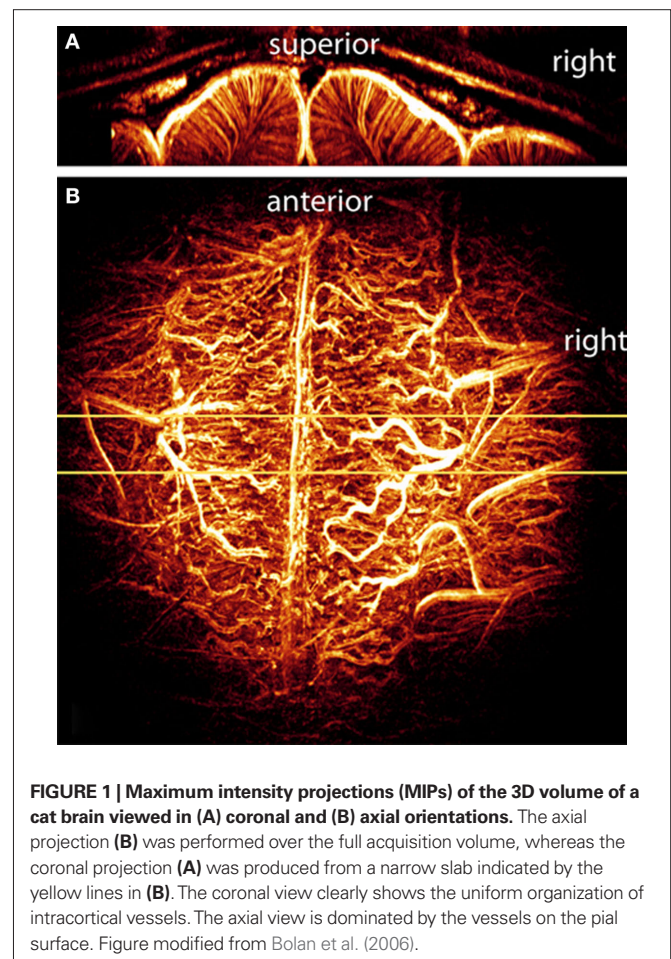 A
superior
right
B
anterior
right
FIGURE 1 | Maximum intensity projections (MIPs) of the 3D volume of a
cat brain viewed in (A) coronal and (B) axial orientations. The axial
projection (B) was performed over the full acquisition volume, whereas the
coronal projection (A) was produced from a narrow slab indicated by the
yellow lines in (B). The coronal view clearly shows the uniform organization of
intracortical vessels. The axial view is dominated by the vessels on the pial
surface. Figure modified from Bolan et al. (2006).